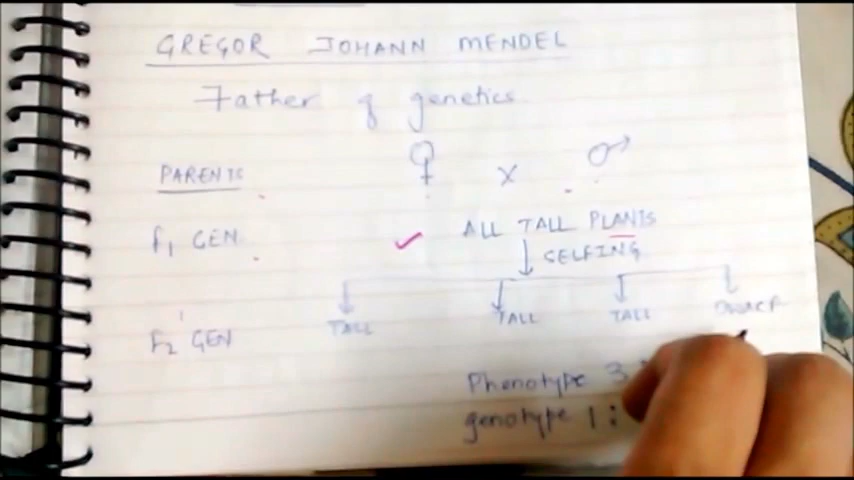 GREGOR JOHANN MENDEL
Father of genetics
PARENTS ♀ X ♂
F1 GEN ✓ ALL TALL PLANTS
SELFING
TALL TALL TALL DWARF
F2 GEN
Phenotype 3
genotype 1: